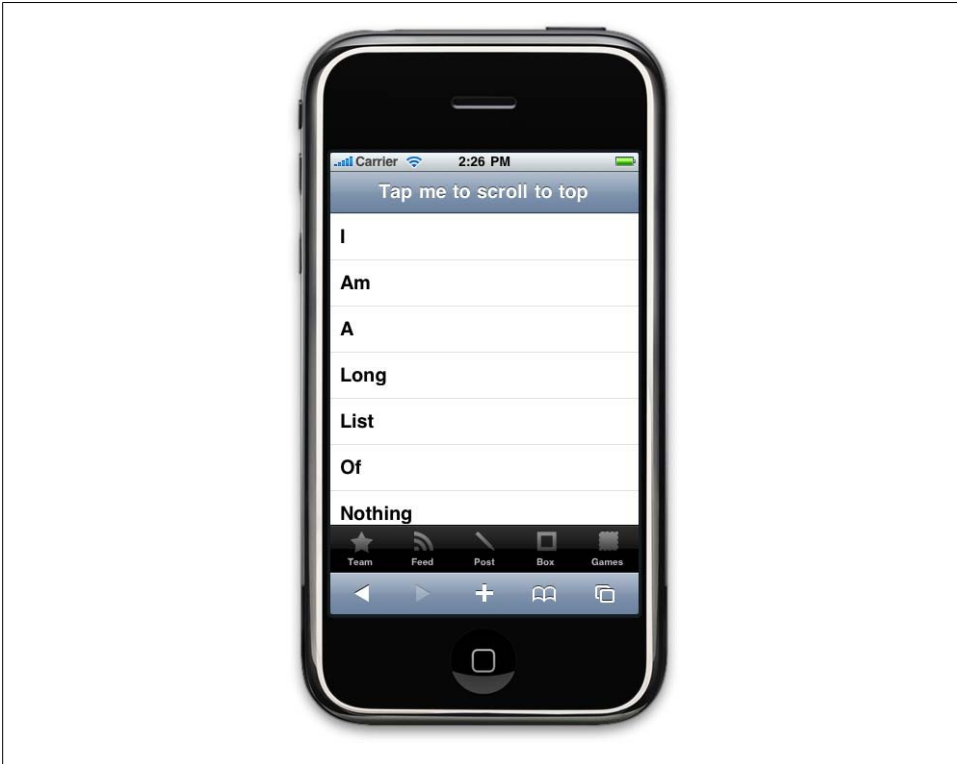 Carrier 2:26 PM
Tap me to scroll to top
I
Am
A
Long
List
Of
Nothing
Team Feed Post Box Games